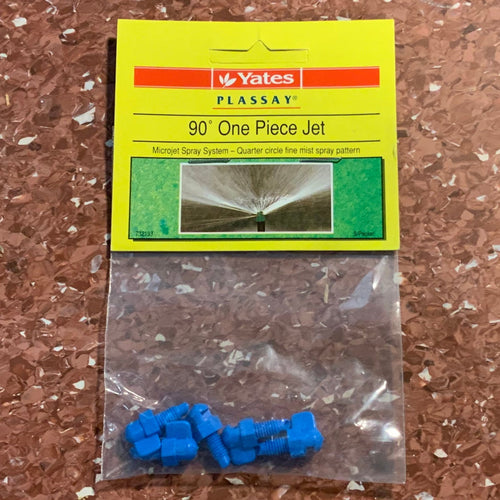 Yates
PLASSAY®
90° One Piece Jet
Microjet Spray System – Quarter circle fine mist spray pattern